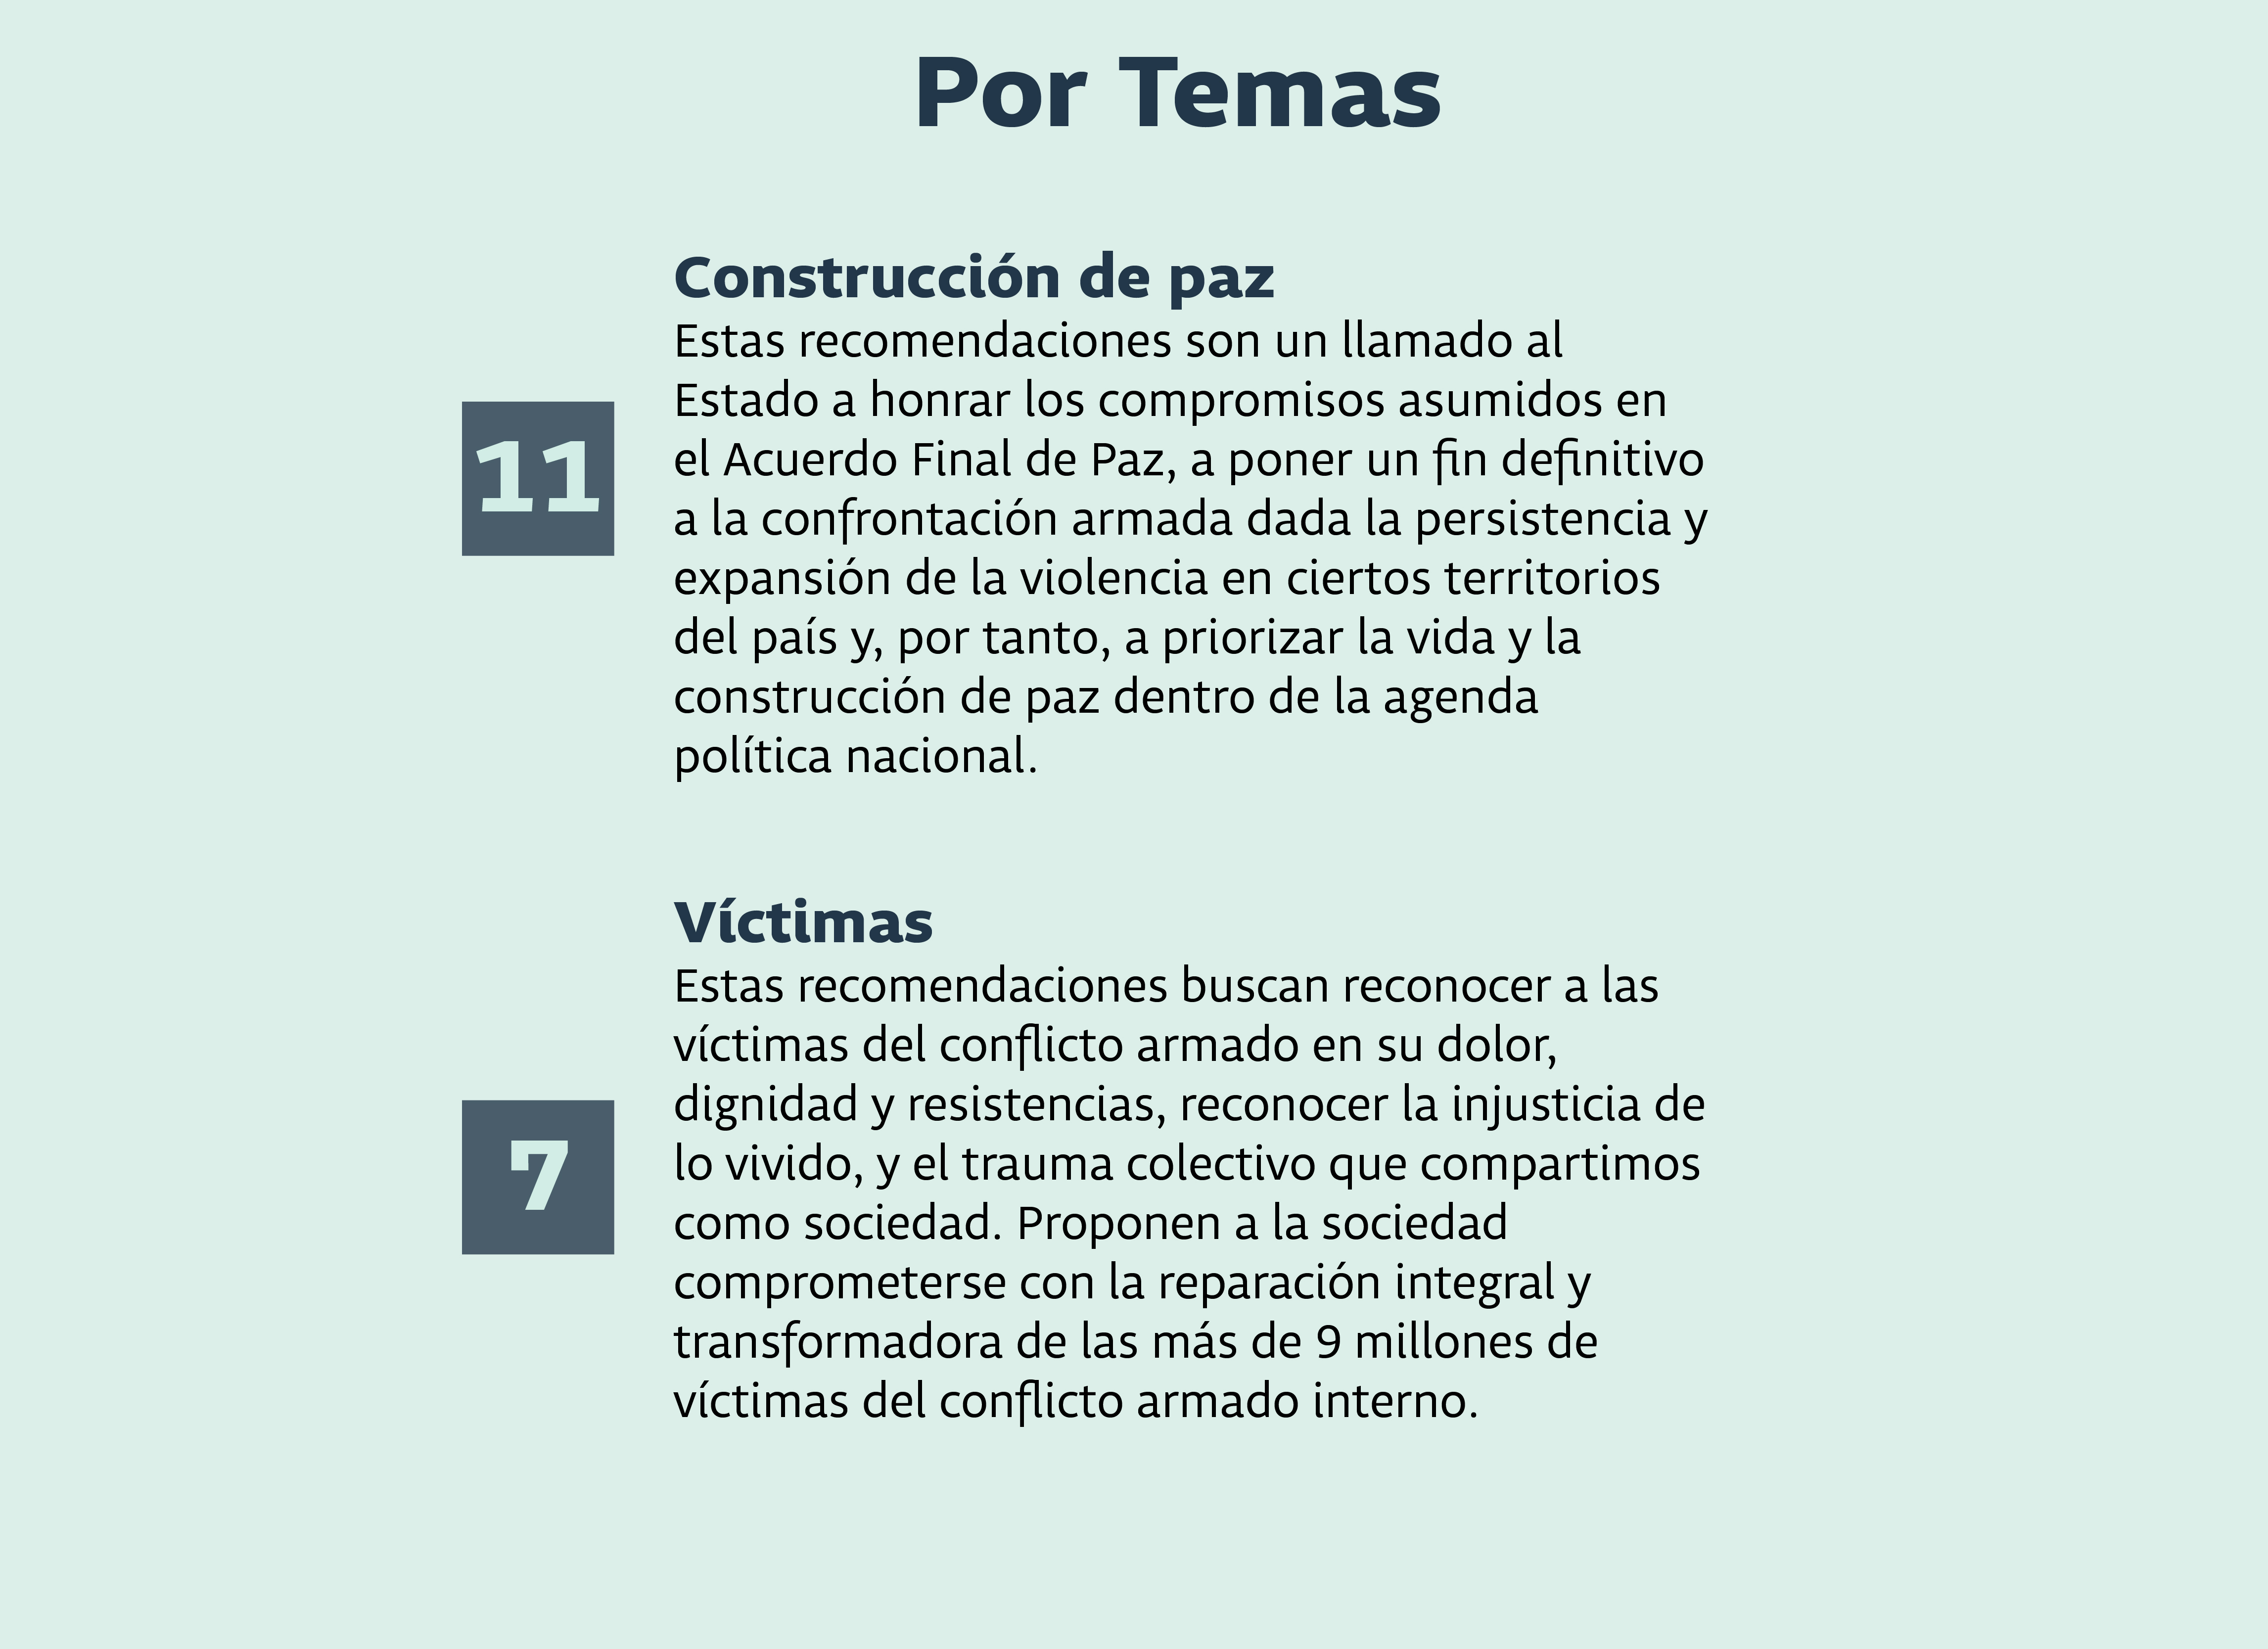 Por Temas
Construcción de paz
Estas recomendaciones son un llamado al
Estado a honrar los compromisos asumidos en
el Acuerdo Final de Paz, a poner un fin definitivo
a la confrontación armada dada la persistencia y
expansión de la violencia en ciertos territorios
del país y, por tanto, a priorizar la vida y la
construcción de paz dentro de la agenda
política nacional.
11
Víctimas
Estas recomendaciones buscan reconocer a las
víctimas del conflicto armado en su dolor,
dignidad y resistencias, reconocer la injusticia de
lo vivido, y el trauma colectivo que compartimos
como sociedad. Proponen a la sociedad
comprometerse con la reparación integral y
transformadora de las más de 9 millones de
víctimas del conflicto armado interno.
7